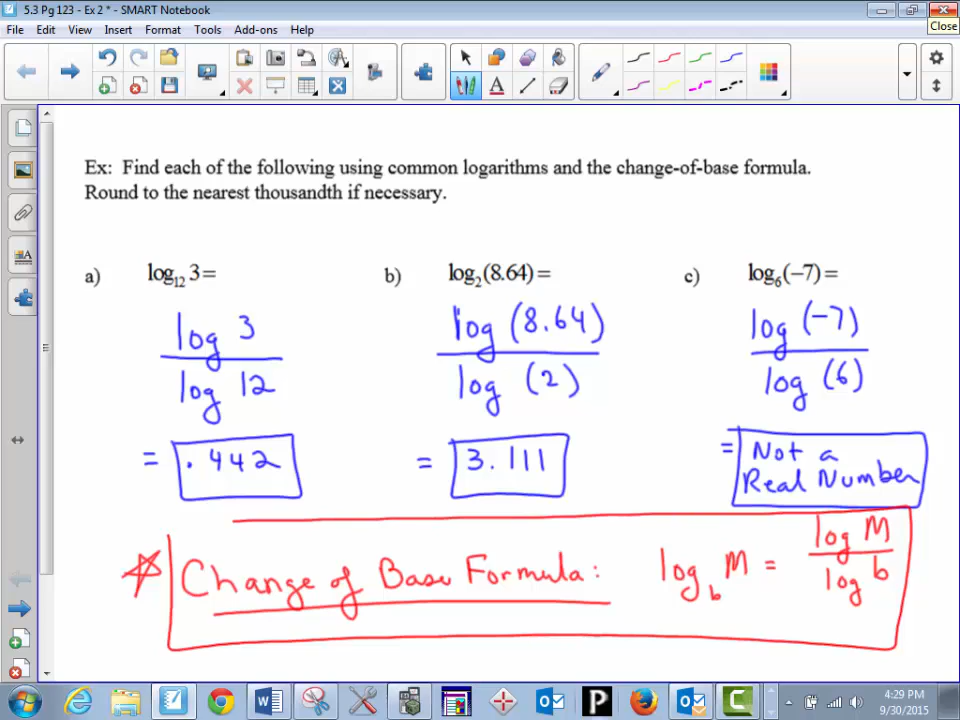 5.3 Pg 123 - Ex 2 * - SMART Notebook
File Edit View Insert Format Tools Add-ons Help
Close
Ex: Find each of the following using common logarithms and the change-of-base formula.
Round to the nearest thousandth if necessary.
a) log₁₂ 3=
b) log₂(8.64)=
c) log₆(−7)=
log 3
log 12
= .442
log (8.64)
log (2)
= 3.111
log (-7)
log (6)
= Not a
Real Number
Change of Base Formula: log_b M = log M
log b
4:29 PM
9/30/2015